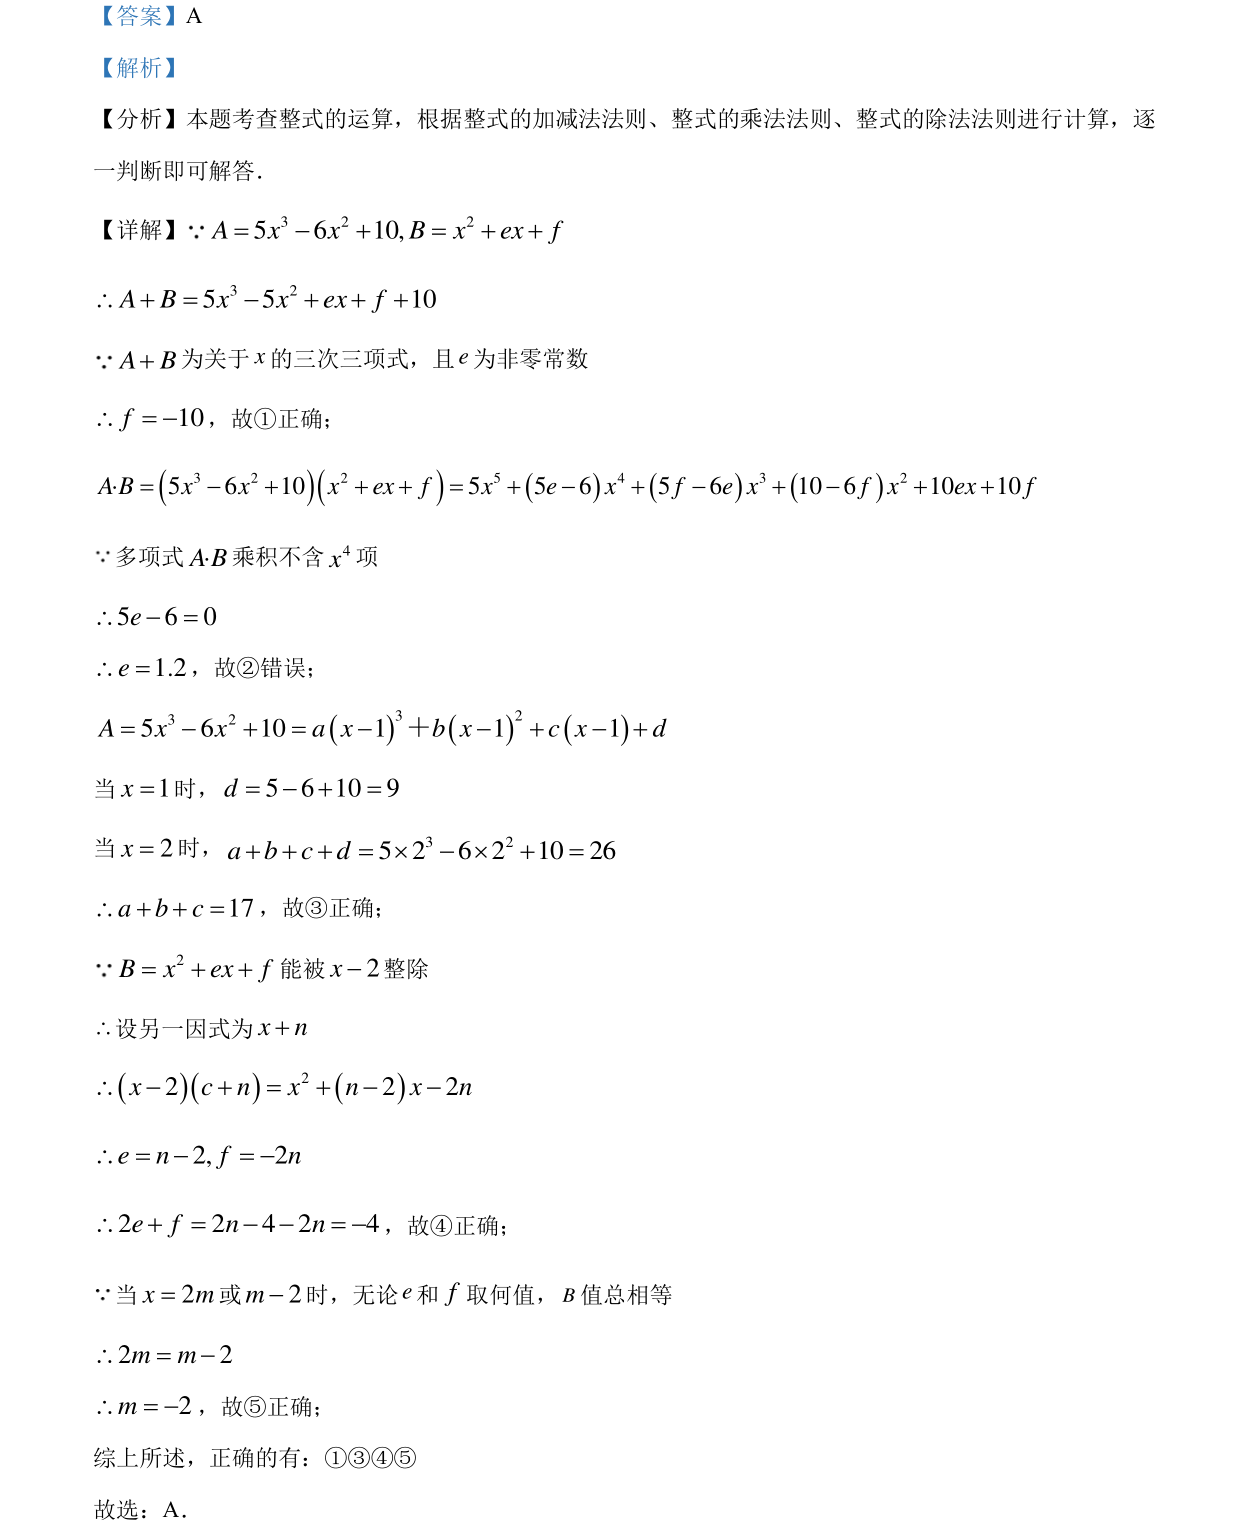 【答案】A
【解析】
【分析】本题考查整式的运算，根据整式的加减法法则、整式的乘法法则、整式的除法法则进行计算，逐
一判断即可解答．
【详解】∵ A = 5x³ − 6x² + 10, B = x² + ex + f
∴ A + B = 5x³ − 5x² + ex + f + 10
∵ A + B 为关于 x 的三次三项式，且 e 为非零常数
∴ f = −10，故①正确；
A·B = (5x³ − 6x² + 10)(x² + ex + f) = 5x⁵ + (5e − 6)x⁴ + (5f − 6e)x³ + (10 − 6f)x² + 10ex + 10f
∵多项式 A·B 乘积不含 x⁴ 项
∴ 5e − 6 = 0
∴ e = 1.2，故②错误；
A = 5x³ − 6x² + 10 = a(x − 1)³ + b(x − 1)² + c(x − 1) + d
当 x = 1 时，d = 5 − 6 + 10 = 9
当 x = 2 时，a + b + c + d = 5 × 2³ − 6 × 2² + 10 = 26
∴ a + b + c = 17，故③正确；
∵ B = x² + ex + f 能被 x − 2 整除
∴设另一因式为 x + n
∴ (x − 2)(c + n) = x² + (n − 2)x − 2n
∴ e = n − 2, f = −2n
∴ 2e + f = 2n − 4 − 2n = −4，故④正确；
∵当 x = 2m 或 m − 2 时，无论 e 和 f 取何值，B 值总相等
∴ 2m = m − 2
∴ m = −2，故⑤正确；
综上所述，正确的有：①③④⑤
故选：A．